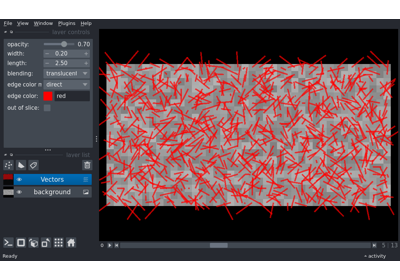 File View Window Plugins Help
layer controls
opacity: 0.70
width: 0.20
length: 2.50
blending: translucent
edge color m direct
edge color: red
out of slice:
layer list
Vectors
background
0 5 13
Ready activity